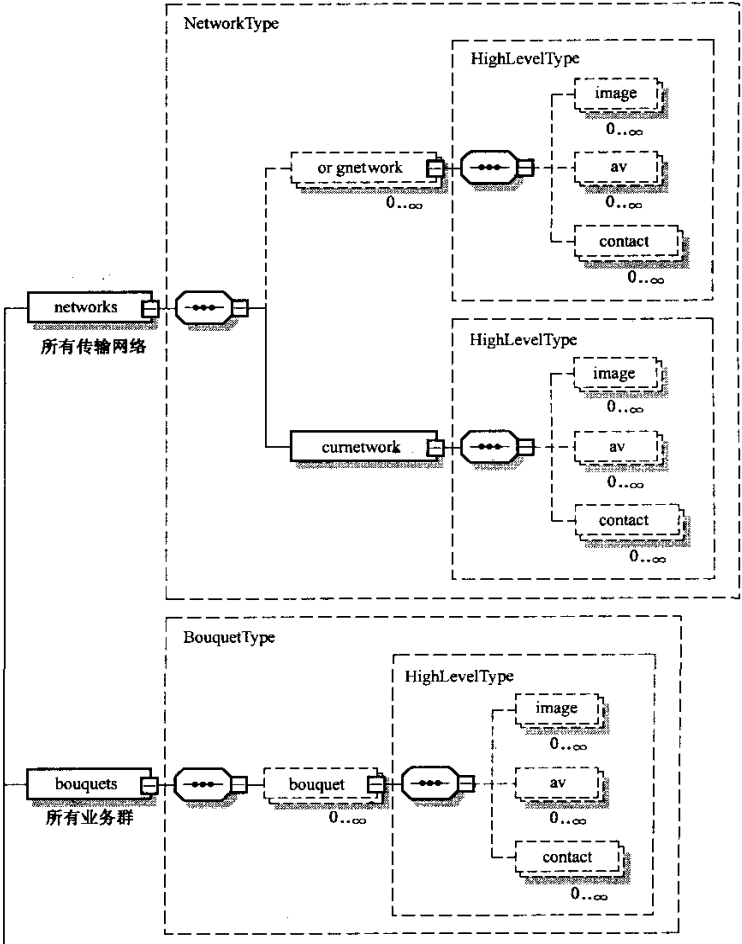 NetworkType
HighLevelType
image
0..∞
or gnetwork
0..∞
av
0..∞
contact
0..∞
networks
所有传输网络
HighLevelType
image
0..∞
curnetwork
av
0..∞
contact
0..∞
BouquetType
HighLevelType
image
0..∞
bouquets
所有业务群
bouquet
0..∞
av
0..∞
contact
0..∞